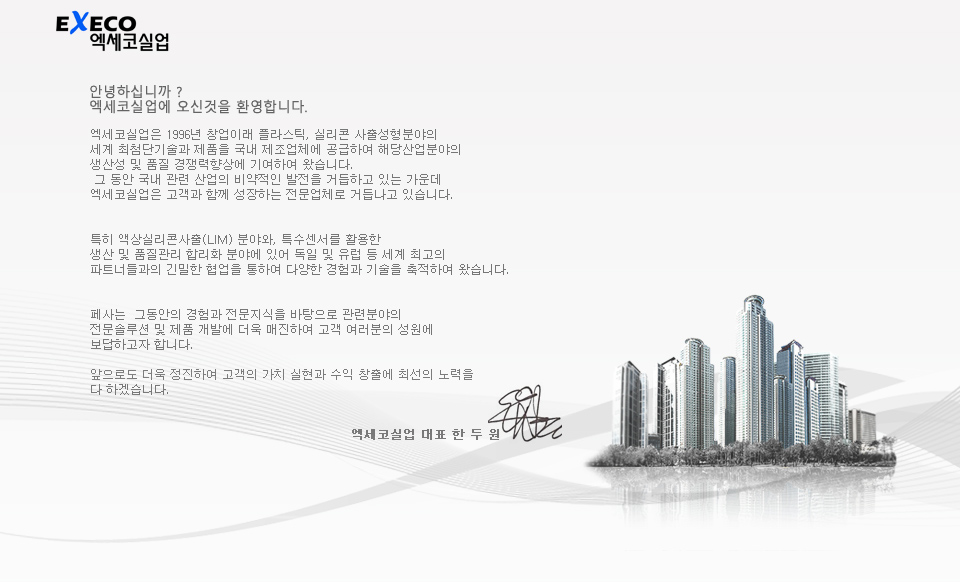 EXECO
엑세코실업
안녕하십니까 ?
엑세코실업에 오신것을 환영합니다.
엑세코실업은 1996년 창업이래 플라스틱, 실리콘 사출성형분야의
세계 최첨단기술과 제품을 국내 제조업체에 공급하여 해당산업분야의
생산성 및 품질 경쟁력향상에 기여하여 왔습니다.
그 동안 국내 관련 산업의 비약적인 발전을 거듭하고 있는 가운데
엑세코실업은 고객과 함께 성장하는 전문업체로 거듭나고 있습니다.
특히 액상실리콘사출(LIM) 분야와, 특수센서를 활용한
생산 및 품질관리 합리화 분야에 있어 독일 및 유럽 등 세계 최고의
파트너들과의 긴밀한 협업을 통하여 다양한 경험과 기술을 축적하여 왔습니다.
폐사는 그동안의 경험과 전문지식을 바탕으로 관련분야의
전문솔루션 및 제품 개발에 더욱 매진하여 고객 여러분의 성원에
보답하고자 합니다.
앞으로도 더욱 정진하여 고객의 가치 실현과 수익 창출에 최선의 노력을
다 하겠습니다.
엑세코실업 대표 한 두 원